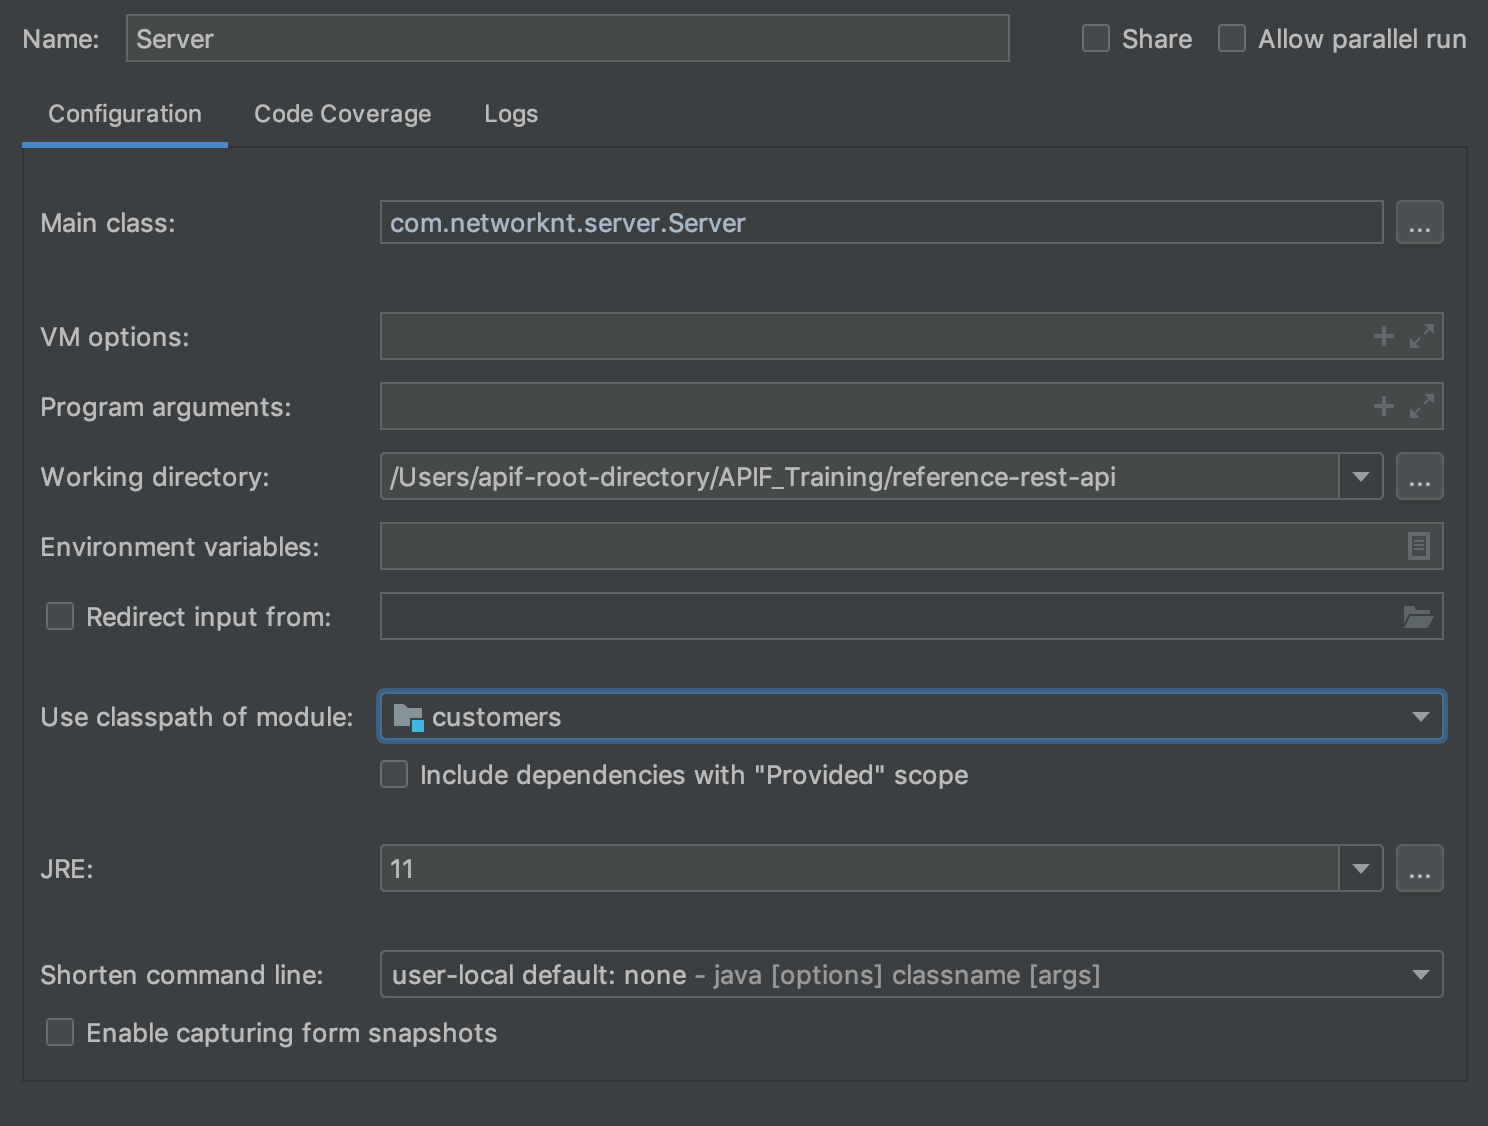 Name: Server Share Allow parallel run
Configuration Code Coverage Logs
Main class: com.networknt.server.Server ...
VM options:
Program arguments:
Working directory: /Users/apif-root-directory/APIF_Training/reference-rest-api ...
Environment variables:
Redirect input from:
Use classpath of module: customers
Include dependencies with "Provided" scope
JRE: 11 ...
Shorten command line: user-local default: none - java [options] classname [args]
Enable capturing form snapshots